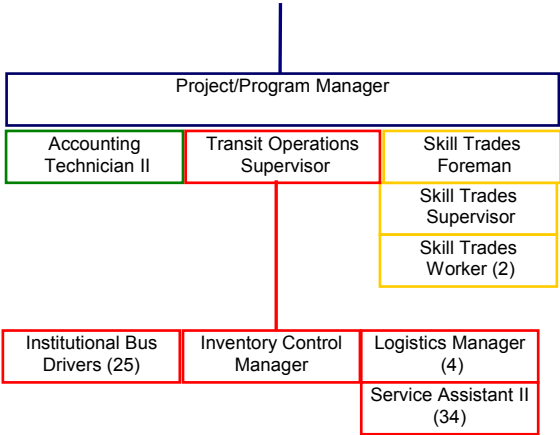 Project/Program Manager
Accounting
Technician II
Transit Operations
Supervisor
Skill Trades
Foreman
Skill Trades
Supervisor
Skill Trades
Worker (2)
Institutional Bus
Drivers (25)
Inventory Control
Manager
Logistics Manager
(4)
Service Assistant II
(34)